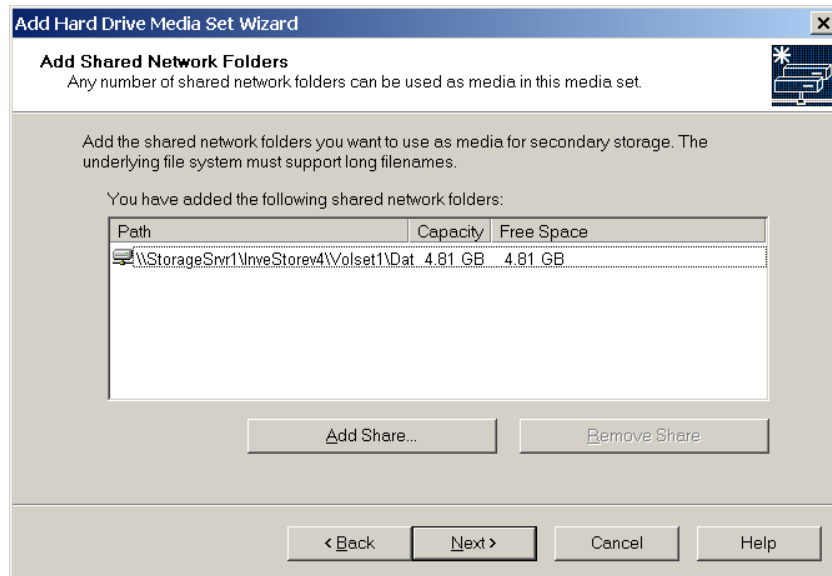 Add Hard Drive Media Set Wizard
Add Shared Network Folders
Any number of shared network folders can be used as media in this media set.
Add the shared network folders you want to use as media for secondary storage. The
underlying file system must support long filenames.
You have added the following shared network folders:
Path Capacity Free Space
\\StorageSrvr1\InveStorev4\Volset1\Dat 4.81 GB 4.81 GB
Add Share... Remove Share
< Back Next > Cancel Help